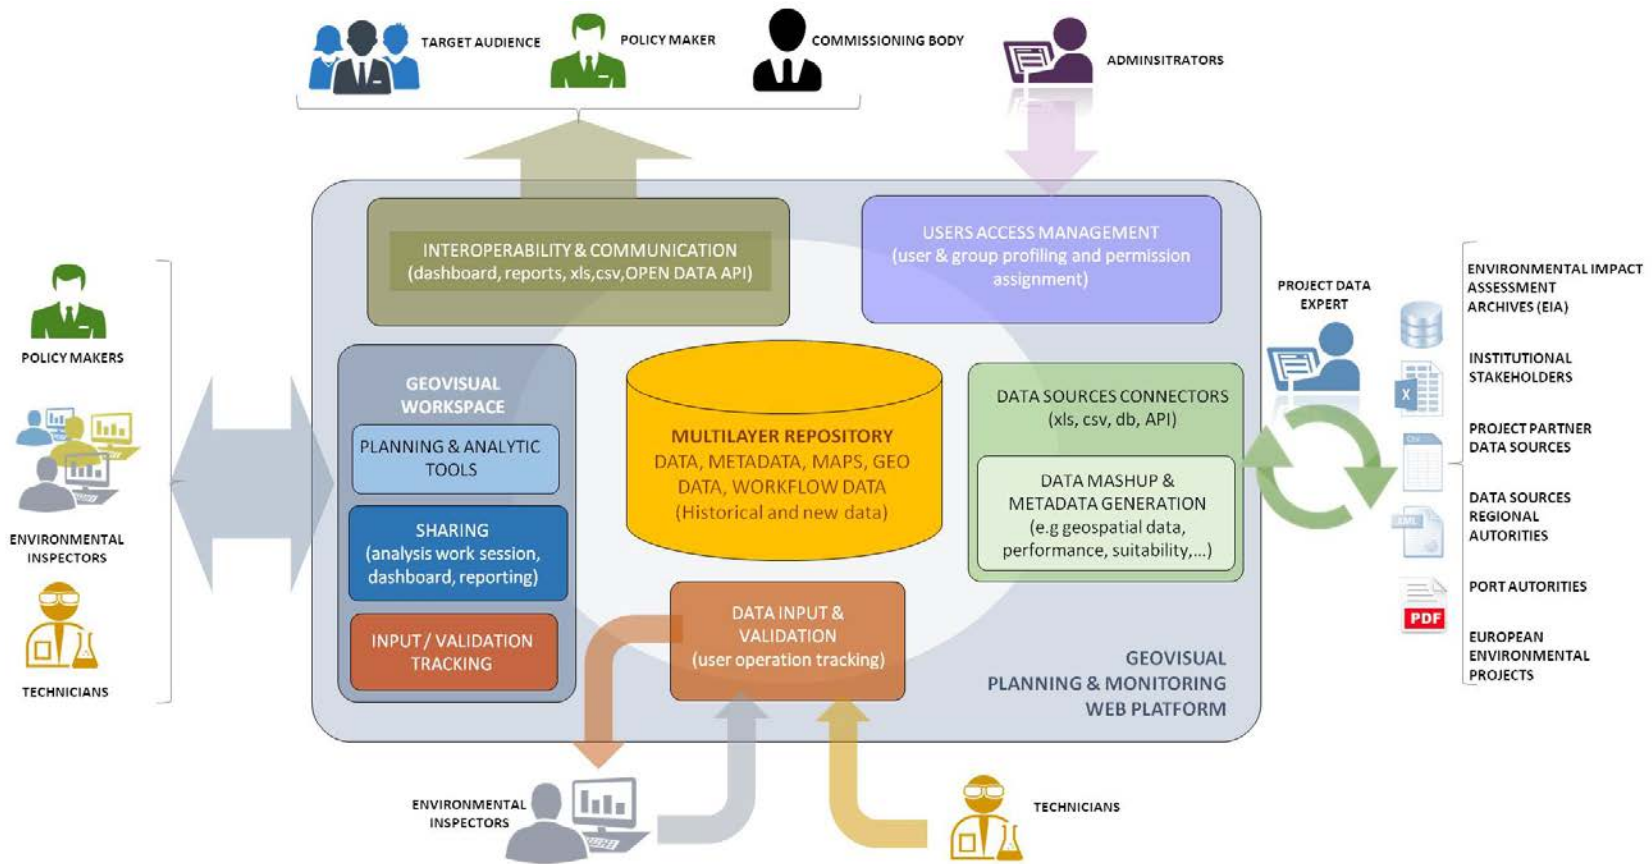 TARGET AUDIENCE
POLICY MAKER
COMMISSIONING BODY
ADMINSITRATORS
INTEROPERABILITY & COMMUNICATION
(dashboard, reports, xls,csv,OPEN DATA API)
USERS ACCESS MANAGEMENT
(user & group profiling and permission
assignment)
POLICY MAKERS
ENVIRONMENTAL
INSPECTORS
TECHNICIANS
GEOVISUAL
WORKSPACE
PLANNING & ANALYTIC
TOOLS
SHARING
(analysis work session,
dashboard, reporting)
INPUT / VALIDATION
TRACKING
MULTILAYER REPOSITORY
DATA, METADATA, MAPS, GEO
DATA, WORKFLOW DATA
(Historical and new data)
DATA SOURCES CONNECTORS
(xls, csv, db, API)
DATA MASHUP &
METADATA GENERATION
(e.g geospatial data,
performance, suitability,...)
DATA INPUT &
VALIDATION
(user operation tracking)
GEOVISUAL
PLANNING & MONITORING
WEB PLATFORM
PROJECT DATA
EXPERT
X
CSV
XML
PDF
ENVIRONMENTAL IMPACT
ASSESSMENT
ARCHIVES (EIA)
INSTITUTIONAL
STAKEHOLDERS
PROJECT PARTNER
DATA SOURCES
DATA SOURCES
REGIONAL
AUTORITIES
PORT AUTORITIES
EUROPEAN
ENVIRONMENTAL
PROJECTS
ENVIRONMENTAL
INSPECTORS
TECHNICIANS